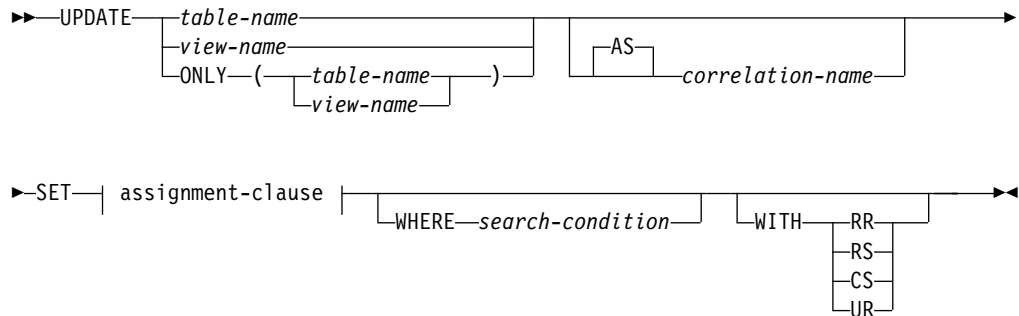 UPDATE table-name AS
view-name correlation-name
ONLY ( table-name )
view-name
SET assignment-clause
WHERE search-condition WITH RR
RS
CS
UR